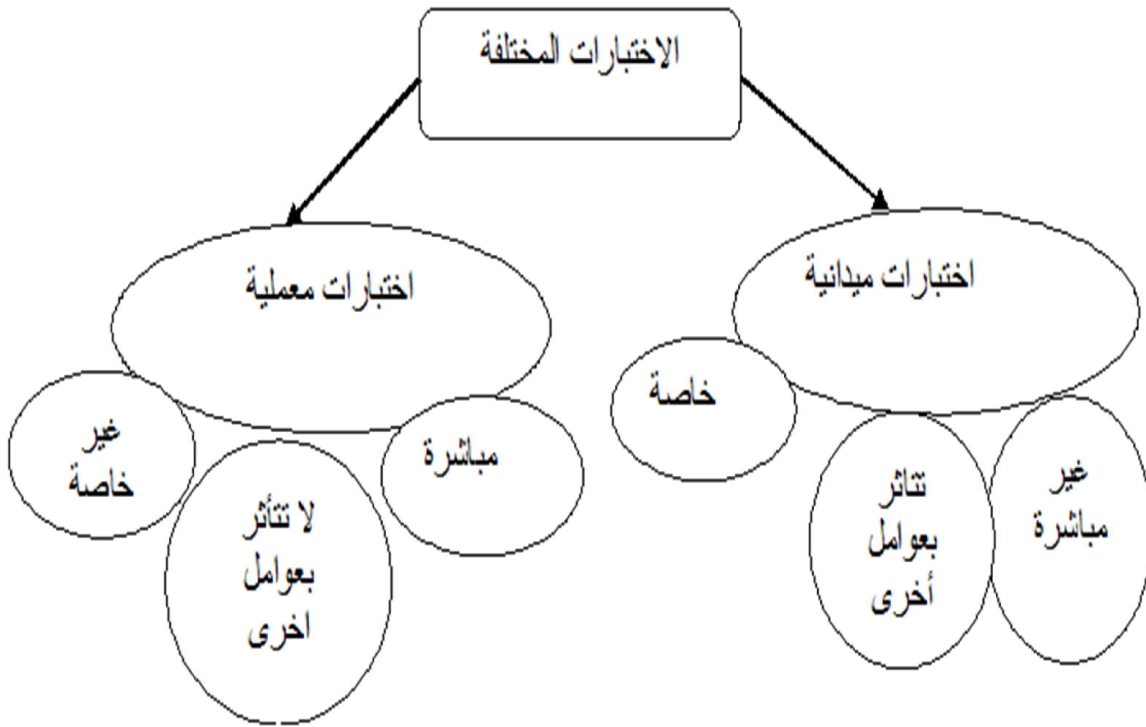 الاختبارات المختلفة
اختبارات ميدانية
اختبارات معملية
خاصة
تتاثر
بعوامل
أخرى
غير
مباشرة
مباشرة
لا تتأثر
بعوامل
اخرى
غير
خاصة